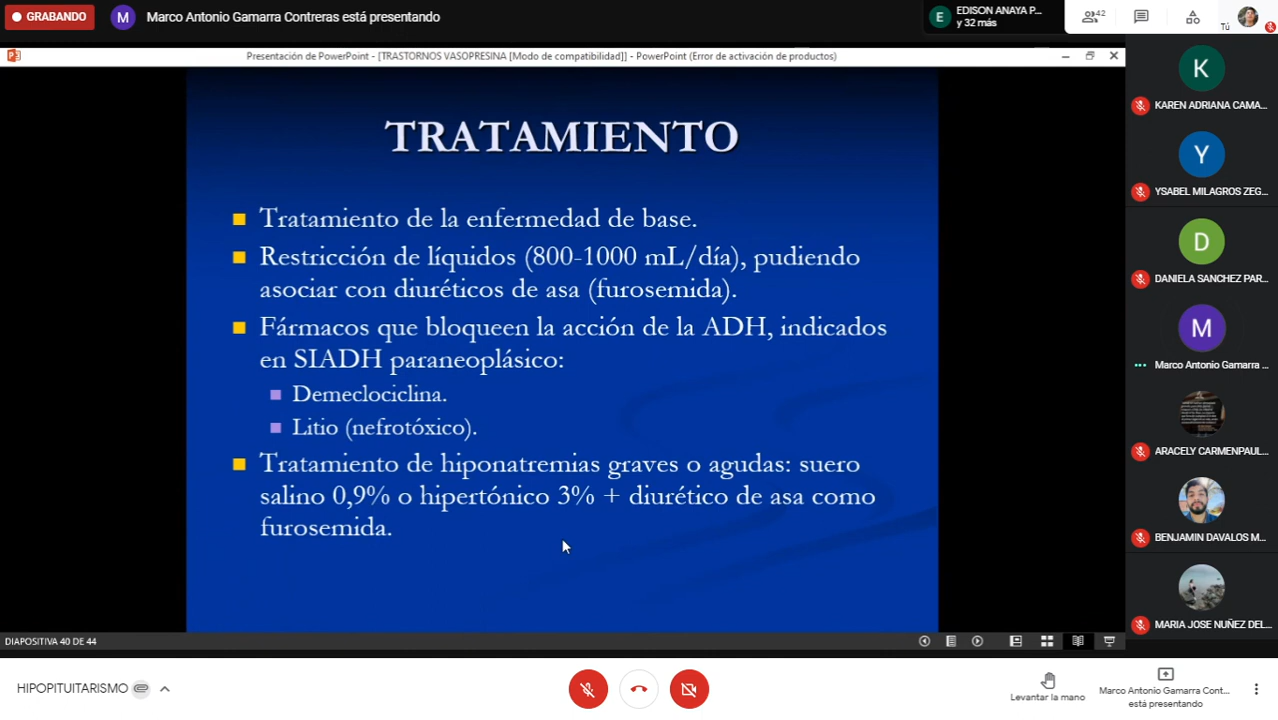 GRABANDO
M
Marco Antonio Gamarra Contreras está presentando
E
EDISON ANAYA P...
y 32 más
42
Tú
Presentación de PowerPoint - [TRASTORNOS VASOPRESINA [Modo de compatibilidad]] - PowerPoint (Error de activación de productos)
TRATAMIENTO
Tratamiento de la enfermedad de base.
Restricción de líquidos (800-1000 mL/día), pudiendo
asociar con diuréticos de asa (furosemida).
Fármacos que bloqueen la acción de la ADH, indicados
en SIADH paraneoplásico:
Demeclociclina.
Litio (nefrotóxico).
Tratamiento de hiponatremias graves o agudas: suero
salino 0,9% o hipertónico 3% + diurético de asa como
furosemida.
DIAPOSITIVA 40 DE 44
K
KAREN ADRIANA CAMA...
Y
YSABEL MILAGROS ZEG...
D
DANIELA SANCHEZ PAR...
M
Marco Antonio Gamarra ...
ARACELY CARMENPAUL...
BENJAMIN DAVALOS M...
MARIA JOSE NUÑEZ DEL...
HIPOPITUITARISMO
Levantar la mano
Marco Antonio Gamarra Cont...
está presentando